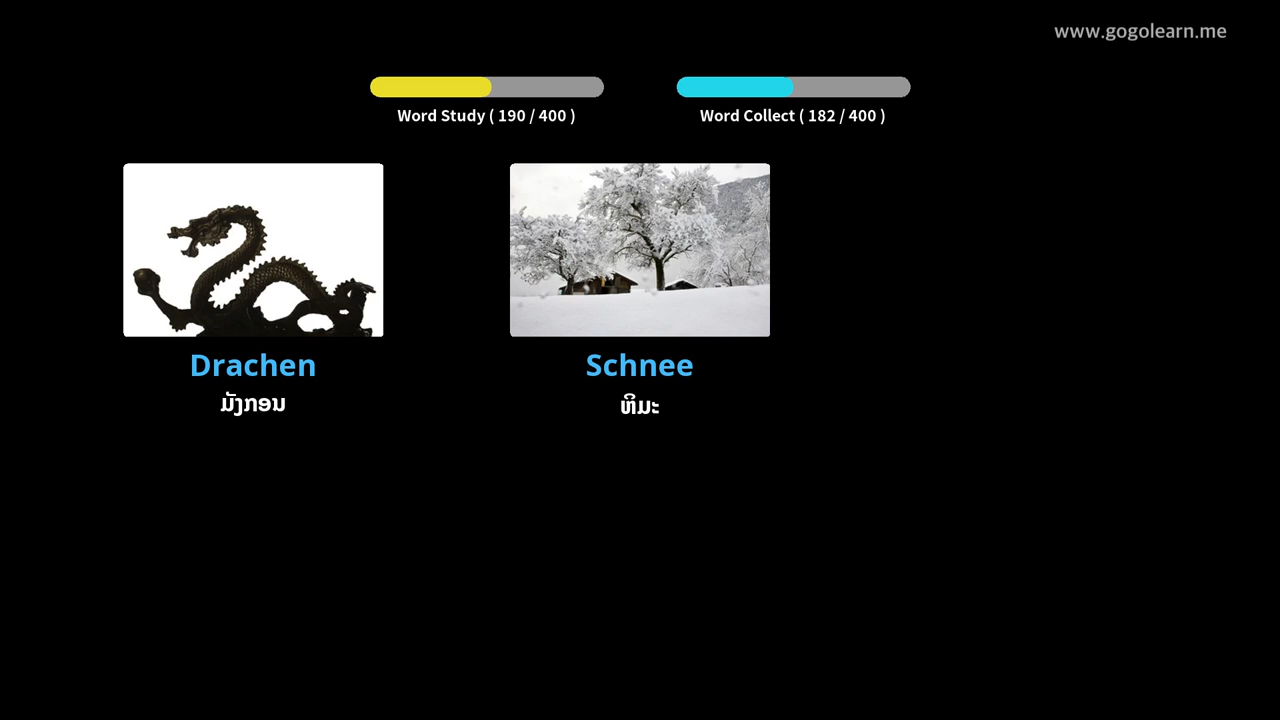 www.gogolearn.me
Word Study ( 190 / 400 )
Word Collect ( 182 / 400 )
Drachen
ມັງກອນ
Schnee
ຫິມະ